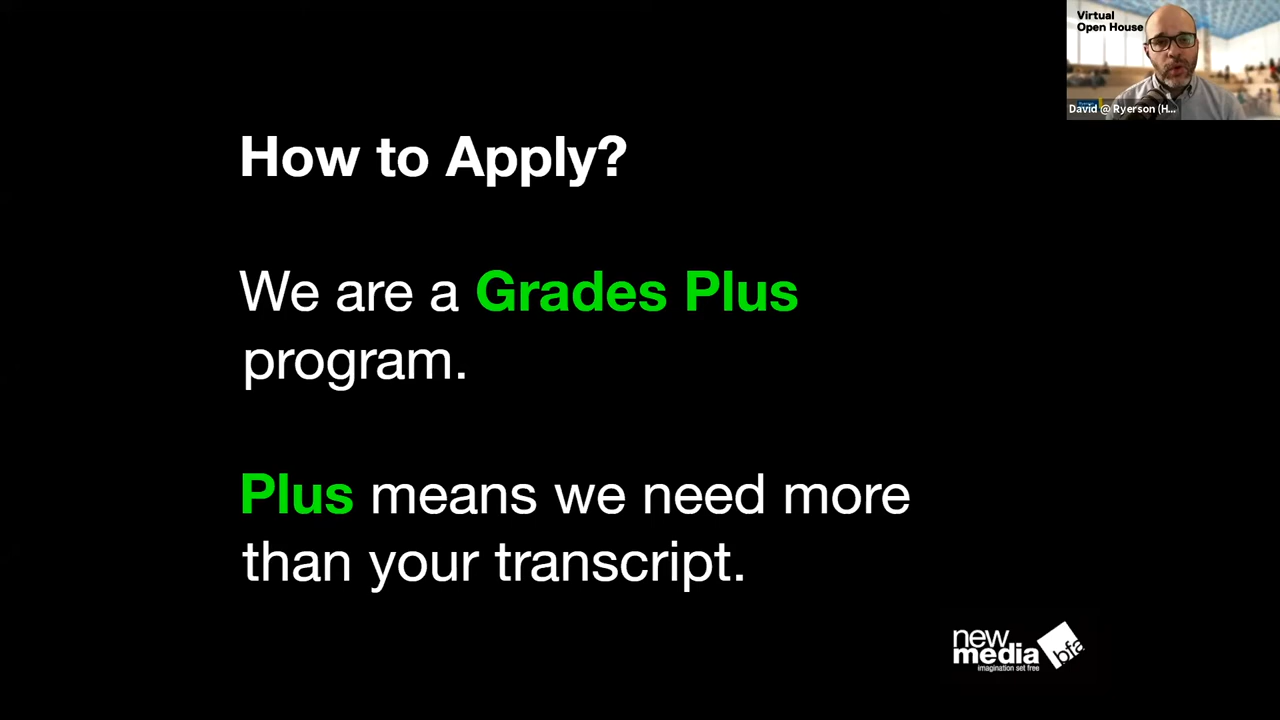 Virtual
Open House
David @ Ryerson (H...
How to Apply?
We are a Grades Plus
program.
Plus means we need more
than your transcript.
new
media
bfa
imagination set free